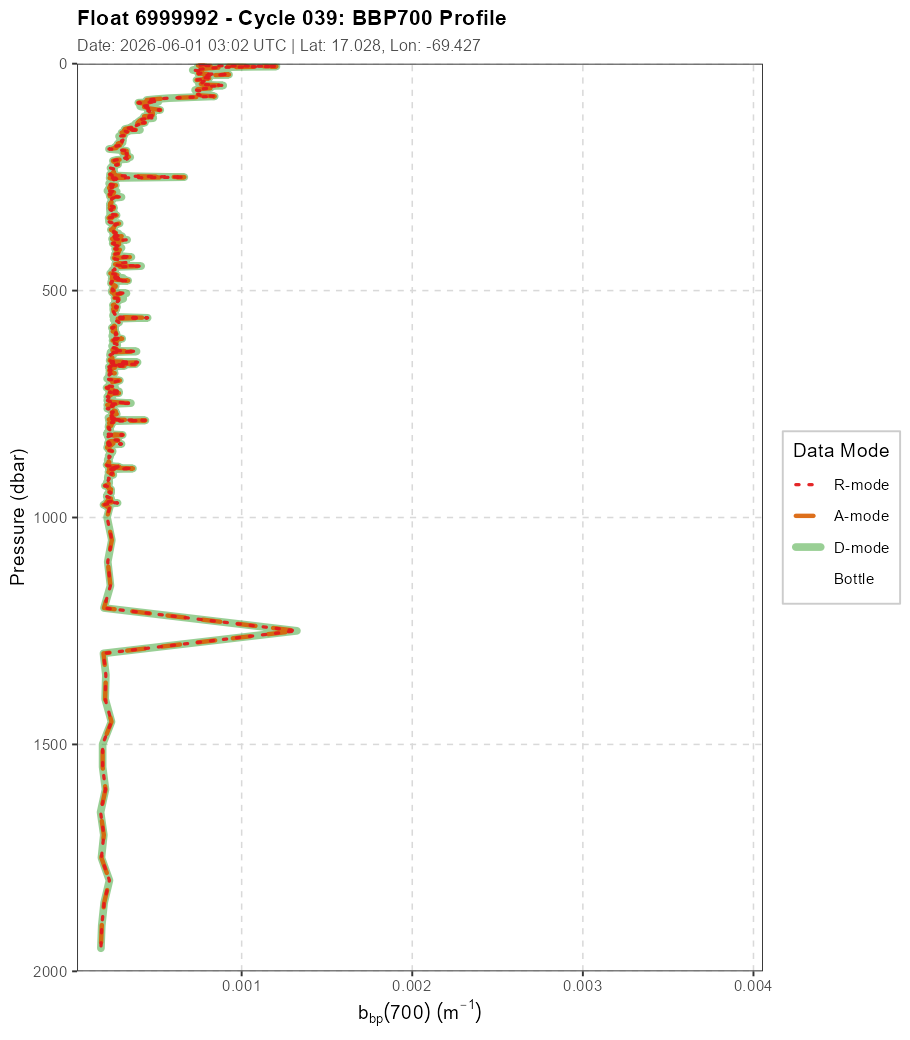 Float 6999992 - Cycle 039: BBP700 Profile
Date: 2026-06-01 03:02 UTC | Lat: 17.028, Lon: -69.427
0
500
1000
1500
2000
Pressure (dbar)
0.001
0.002
0.003
0.004
b_bp(700) (m⁻¹)
Data Mode
R-mode
A-mode
D-mode
Bottle